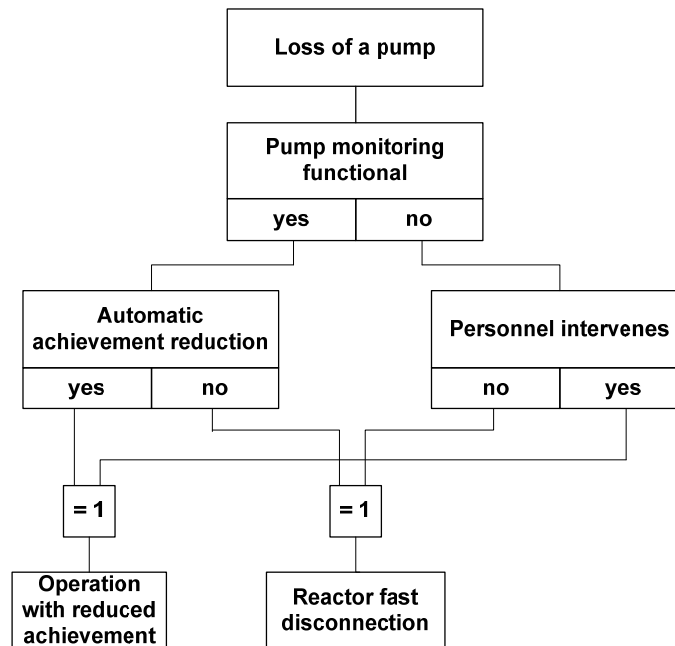 Loss of a pump
Pump monitoring
functional
yes no
Automatic
achievement reduction
yes no
Personnel intervenes
no yes
= 1
= 1
Operation
with reduced
achievement
Reactor fast
disconnection